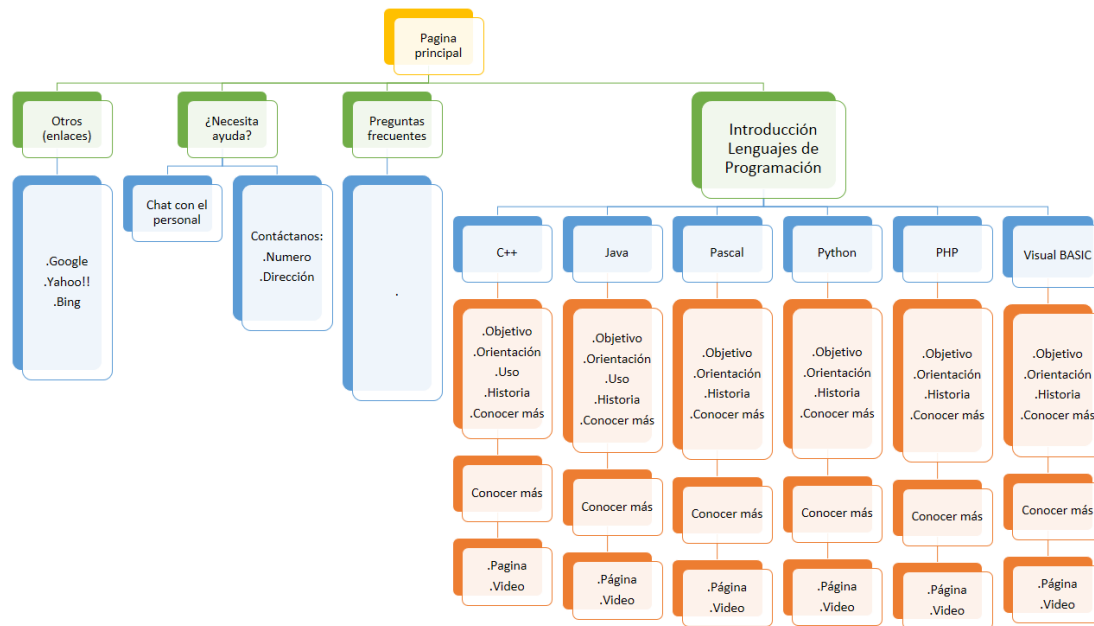 Pagina
principal
Otros
(enlaces)
¿Necesita
ayuda?
Preguntas
frecuentes
Introducción
Lenguajes de
Programación
.Google
.Yahoo!!
.Bing
Chat con el
personal
Contáctanos:
.Numero
.Dirección
.
C++
Java
Pascal
Python
PHP
Visual BASIC
.Objetivo
.Orientación
.Uso
.Historia
.Conocer más
.Objetivo
.Orientación
.Uso
.Historia
.Conocer más
.Objetivo
.Orientación
.Historia
.Conocer más
.Objetivo
.Orientación
.Historia
.Conocer más
.Objetivo
.Orientación
.Historia
.Conocer más
.Objetivo
.Orientación
.Historia
.Conocer más
Conocer más
Conocer más
Conocer más
Conocer más
Conocer más
Conocer más
.Pagina
.Video
.Página
.Video
.Página
.Video
.Página
.Video
.Página
.Video
.Página
.Video